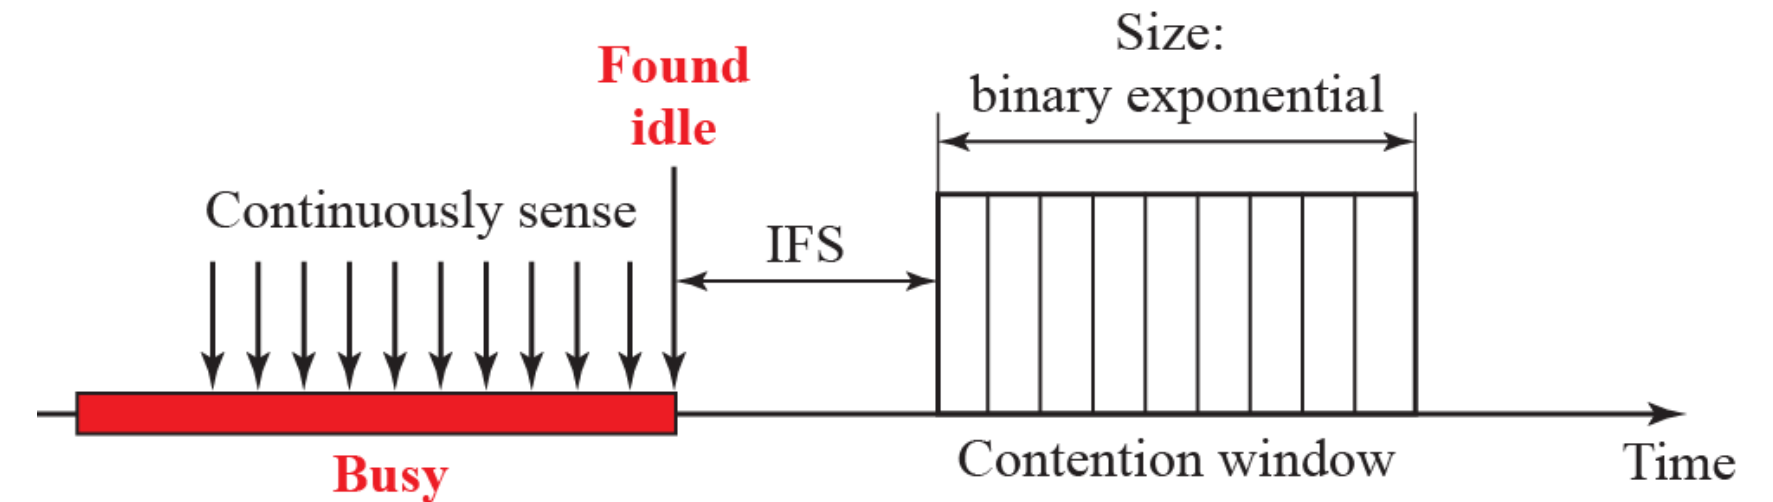 Size:
binary exponential
Found
idle
Continuously sense
IFS
Busy
Contention window
Time